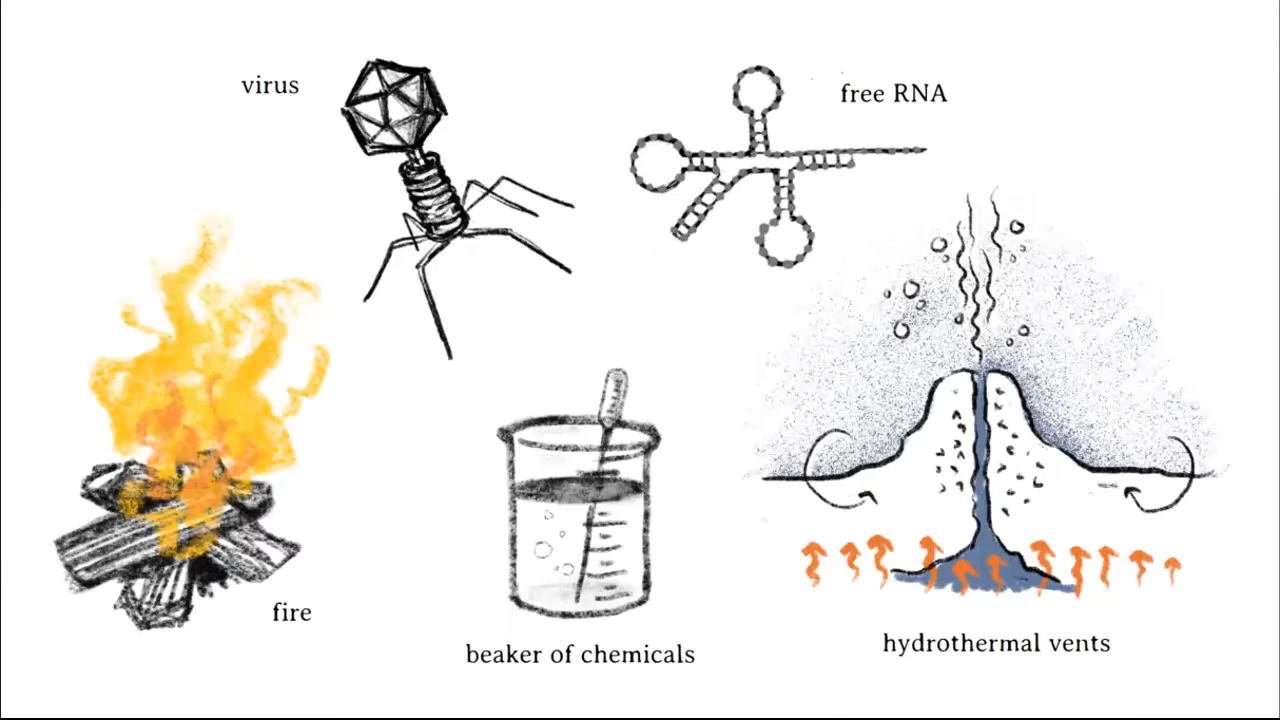 virus
free RNA
fire
beaker of chemicals
hydrothermal vents